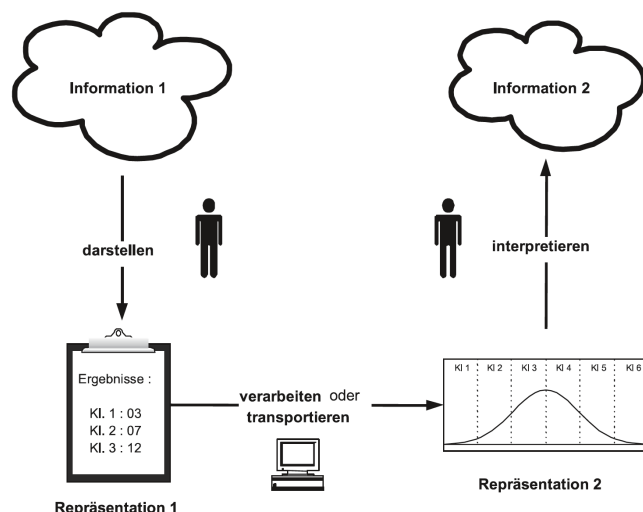 Information 1
Information 2
darstellen
interpretieren
Ergebnisse :
Kl. 1 : 03
Kl. 2 : 07
Kl. 3 : 12
verarbeiten oder
transportieren
Kl 1 Kl 2 Kl 3 Kl 4 Kl 5 Kl 6
Repräsentation 1
Repräsentation 2